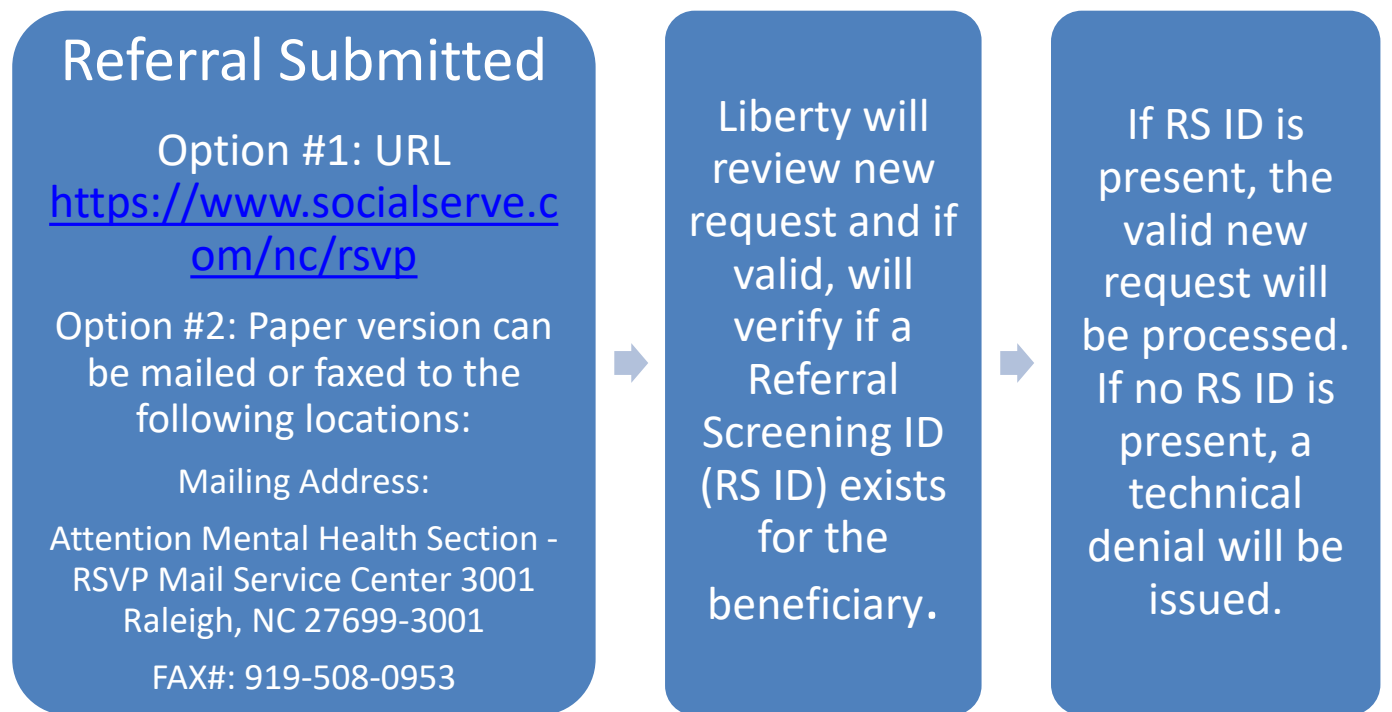 Referral Submitted
Option #1: URL
https://www.socialserve.c
om/nc/rsvp
Option #2: Paper version can
be mailed or faxed to the
following locations:
Mailing Address:
Attention Mental Health Section -
RSVP Mail Service Center 3001
Raleigh, NC 27699-3001
FAX#: 919-508-0953
Liberty will
review new
request and if
valid, will
verify if a
Referral
Screening ID
(RS ID) exists
for the
beneficiary.
If RS ID is
present, the
valid new
request will
be processed.
If no RS ID is
present, a
technical
denial will be
issued.